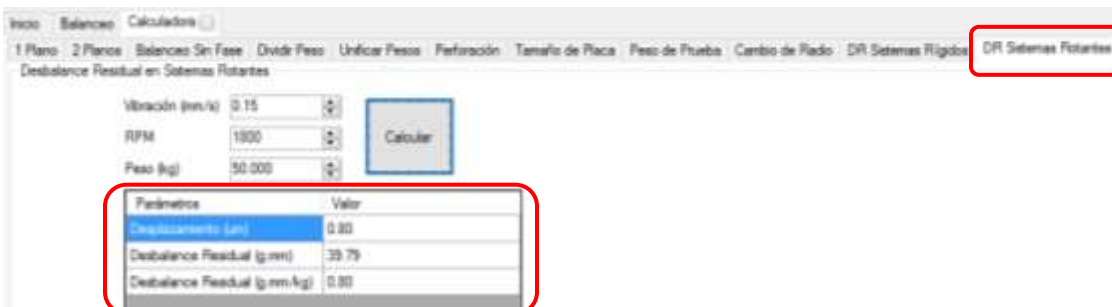 Inicio Balanceo Calculadora
1 Plano 2 Planos Balanceo Sin Fase Dividir Peso Unificar Pesos Perforación Tamaño de Placa Peso de Prueba Cambio de Radio DR Sistemas Rígidos DR Sistemas Rotantes
Desbalance Residual en Sistemas Rotantes
Vibración (mm/s) 0.15
RPM 1800
Calcular
Peso (kg) 50.000
Parámetros Valor
Desplazamiento (um) 0.80
Desbalance Residual (g.mm) 39.79
Desbalance Residual (g.mm/kg) 0.80